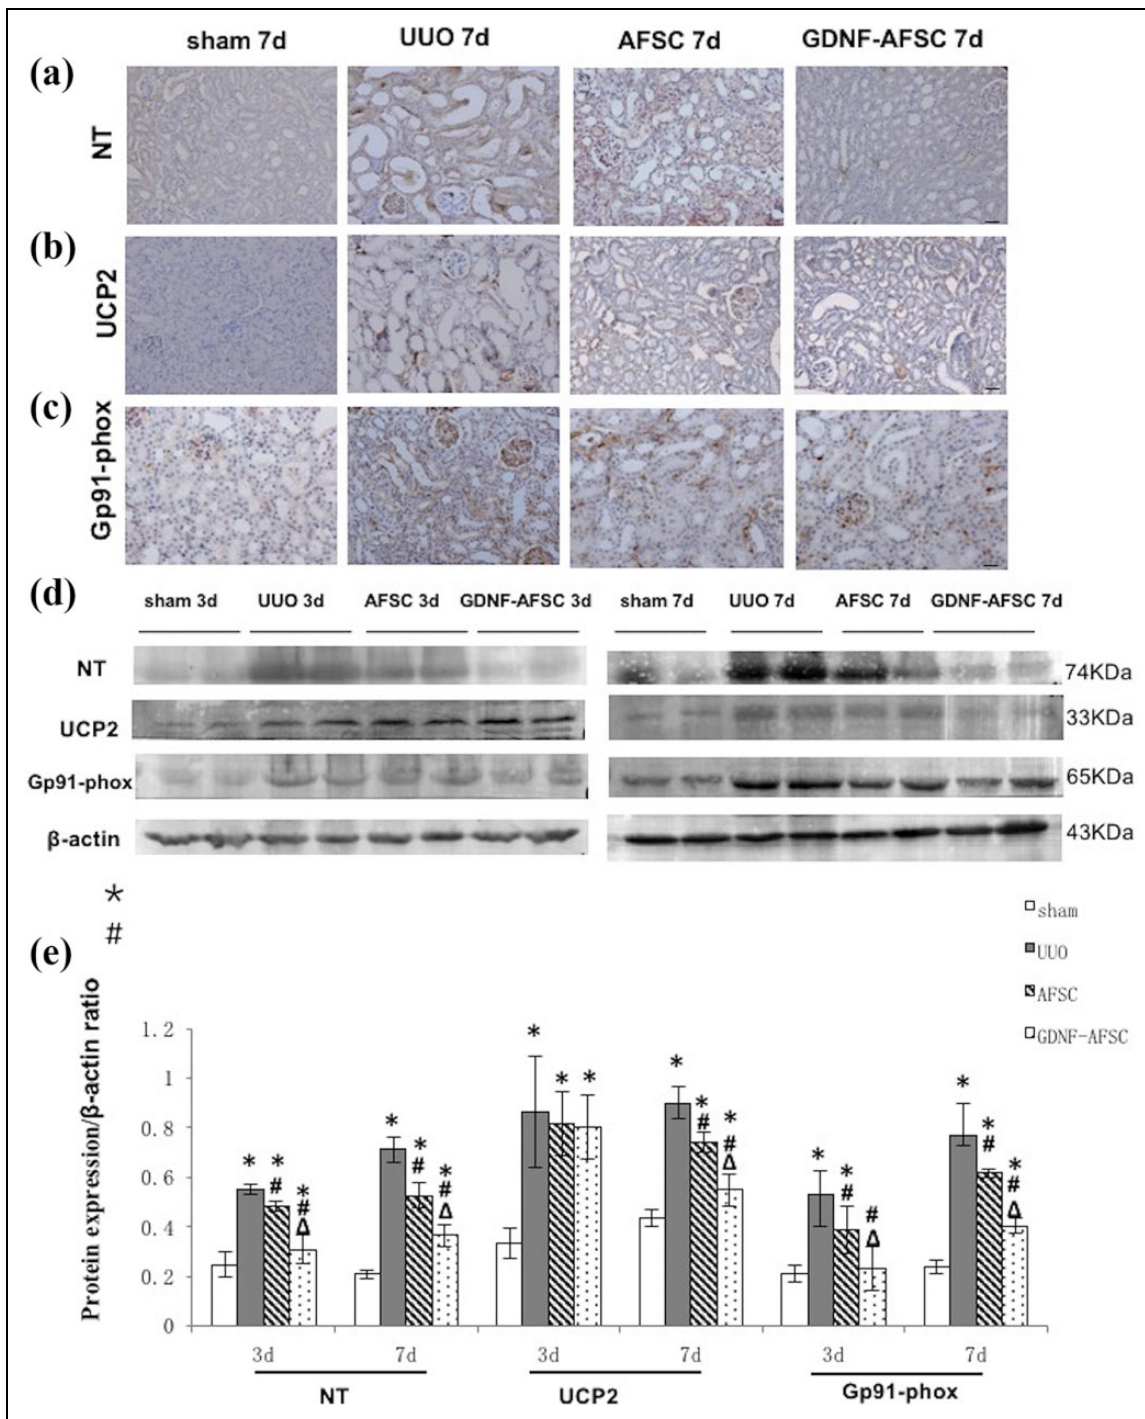 sham 7d UUO 7d AFSC 7d GDNF-AFSC 7d
(a)
NT
(b)
UCP2
(c)
Gp91-phox
(d)
sham 3d UUO 3d AFSC 3d GDNF-AFSC 3d sham 7d UUO 7d AFSC 7d GDNF-AFSC 7d
NT 74KDa
UCP2 33KDa
Gp91-phox 65KDa
β-actin 43KDa
*
#
(e)
sham
UUO
AFSC
GDNF-AFSC
Protein expression/β-actin ratio
1.2
1
0.8
0.6
0.4
0.2
0
* * # * # Δ * * # * # Δ * * * * * # * # Δ * * # # Δ * * # * # Δ
3d 7d 3d 7d 3d 7d
NT UCP2 Gp91-phox